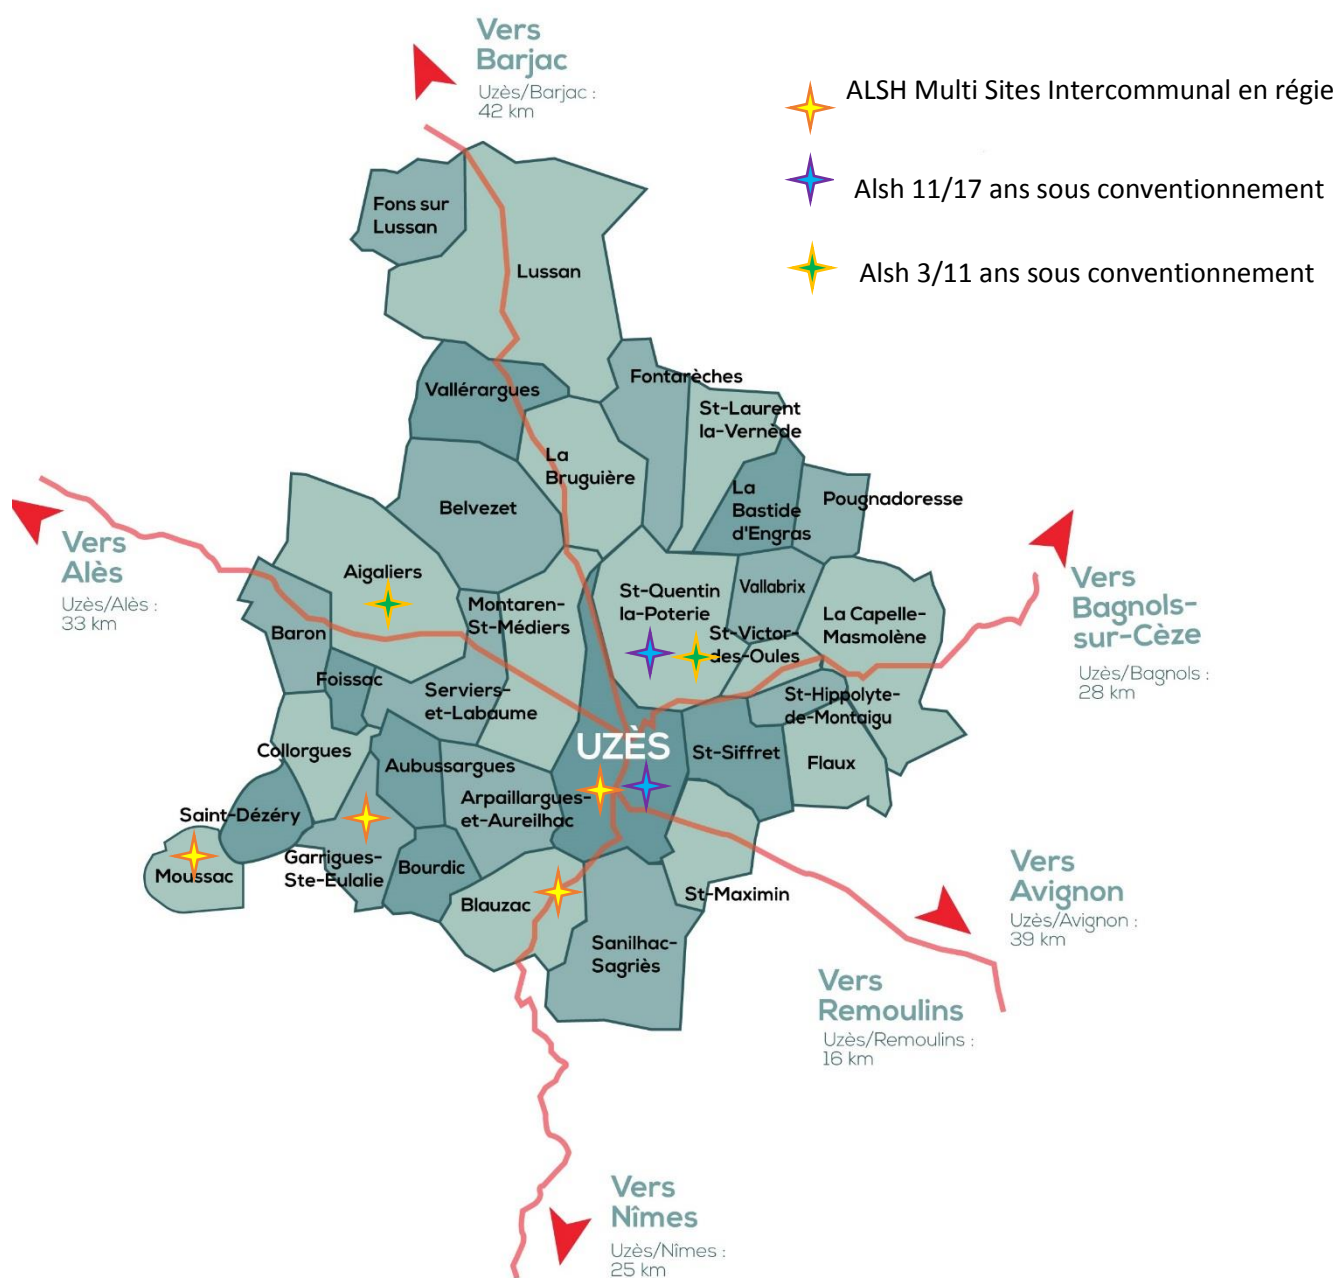 Vers
Barjac
Uzès/Barjac :
42 km
ALSH Multi Sites Intercommunal en régie
Alsh 11/17 ans sous conventionnement
Alsh 3/11 ans sous conventionnement
Fons sur
Lussan
Lussan
Vallérargues
Fontarèches
St-Laurent
la-Vernède
La
Bruguière
Belvezet
La
Bastide
d'Engras
Pougnadoresse
Vers
Alès
Uzès/Alès :
33 km
Aigaliers
Baron
Foissac
Montaren-
St-Médiers
St-Quentin
la-Poterie
Vallabrix
St-Victor-
des-Oules
La Capelle-
Masmolène
Vers
Bagnols-
sur-Cèze
Uzès/Bagnols :
28 km
Serviers-
et-Labaume
St-Hippolyte-
de-Montaigu
Collorgues
Aubussargues
UZÈS
St-Siffret
Flaux
Arpaillargues-
et-Aureilhac
Saint-Dézéry
Garrigues-
Ste-Eulalie
Moussac
Bourdic
Blauzac
St-Maximin
Sanilhac-
Sagriès
Vers
Avignon
Uzès/Avignon :
39 km
Vers
Remoulins
Uzès/Remoulins :
16 km
Vers
Nîmes
Uzès/Nîmes :
25 km